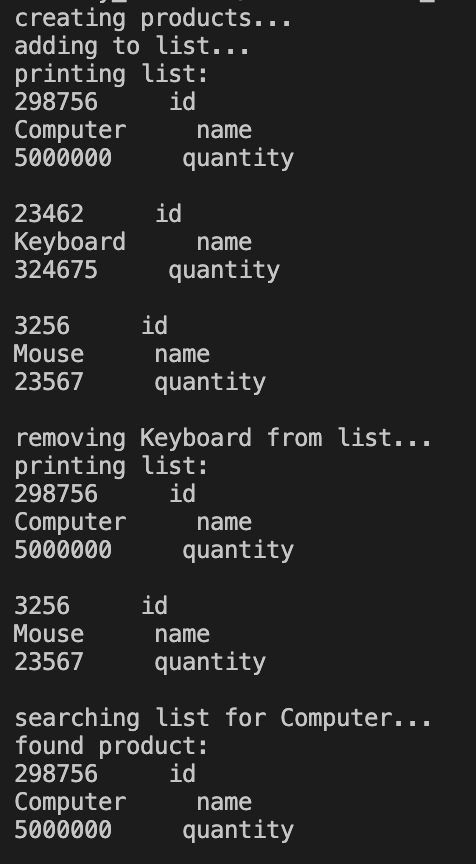 creating products...
adding to list...
printing list:
298756     id
Computer     name
5000000     quantity

23462     id
Keyboard     name
324675     quantity

3256     id
Mouse     name
23567     quantity

removing Keyboard from list...
printing list:
298756     id
Computer     name
5000000     quantity

3256     id
Mouse     name
23567     quantity

searching list for Computer...
found product:
298756     id
Computer     name
5000000     quantity